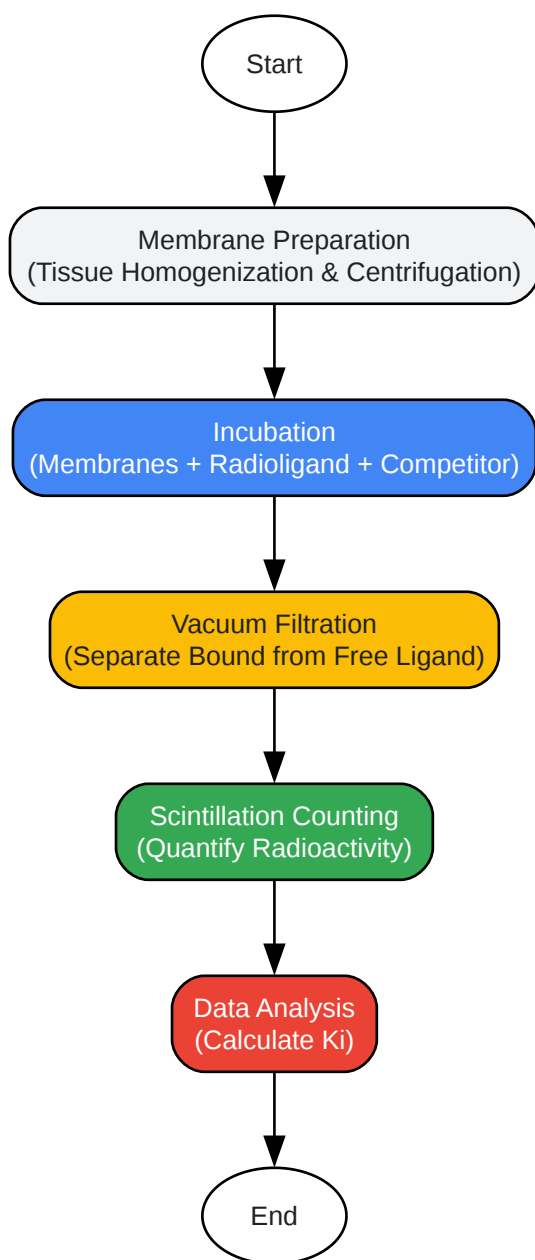 Start
Membrane Preparation
(Tissue Homogenization & Centrifugation)
Incubation
(Membranes + Radioligand + Competitor)
Vacuum Filtration
(Separate Bound from Free Ligand)
Scintillation Counting
(Quantify Radioactivity)
Data Analysis
(Calculate Ki)
End